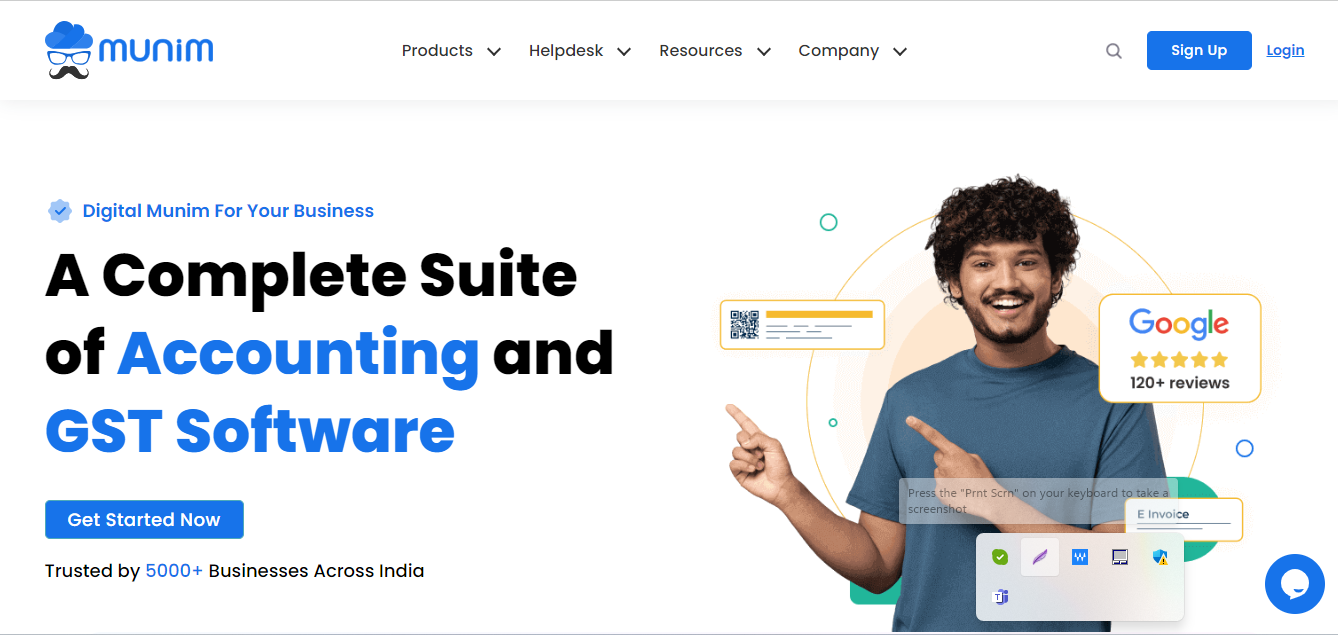 munim
Products
Helpdesk
Resources
Company
Sign Up
Login
Digital Munim For Your Business
A Complete Suite
of Accounting and
GST Software
Get Started Now
Trusted by 5000+ Businesses Across India
Google
120+ reviews
Press the "Prnt Scrn" on your keyboard to take a
screenshot
E Invoice